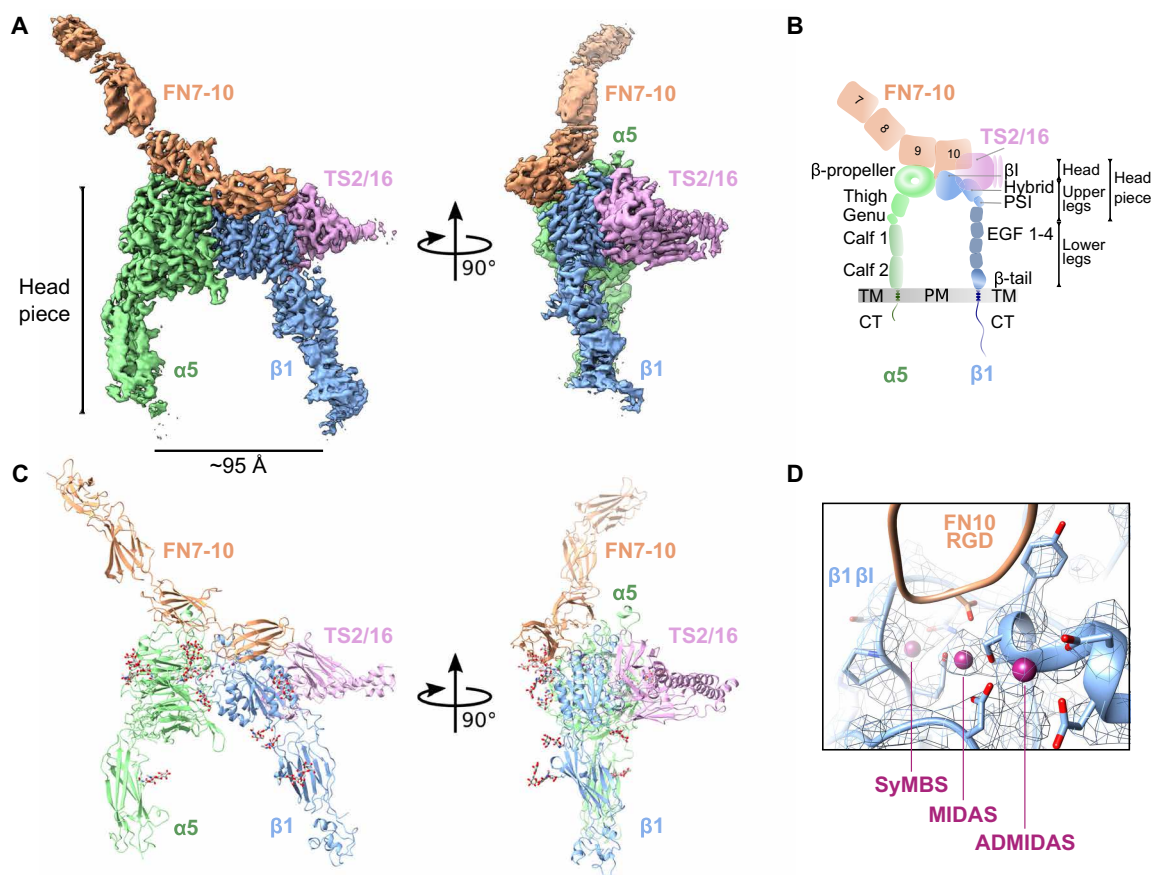 A
FN7-10
TS2/16
Head
piece
α5
β1
~95 Å
90°
FN7-10
α5
TS2/16
β1
B
FN7-10
7
8
9
10
TS2/16
β-propeller
βI
Hybrid
PSI
Head
Upper
legs
Head
piece
Thigh
Genu
Calf 1
Calf 2
EGF 1-4
Lower
legs
β-tail
TM
PM
TM
CT
CT
α5
β1
C
FN7-10
TS2/16
α5
β1
90°
FN7-10
α5
TS2/16
β1
D
FN10
RGD
β1 βI
SyMBS
MIDAS
ADMIDAS